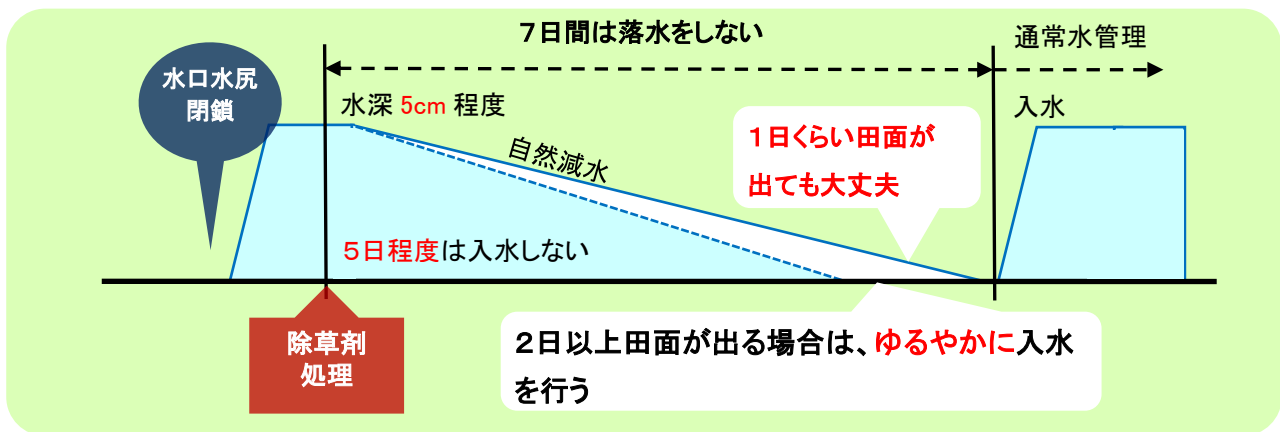 ７日間は落水をしない
通常水管理
水口水尻
閉鎖
水深 5cm 程度
入水
自然減水
１日くらい田面が
出ても大丈夫
５日程度は入水しない
除草剤
処理
２日以上田面が出る場合は、ゆるやかに入水
を行う